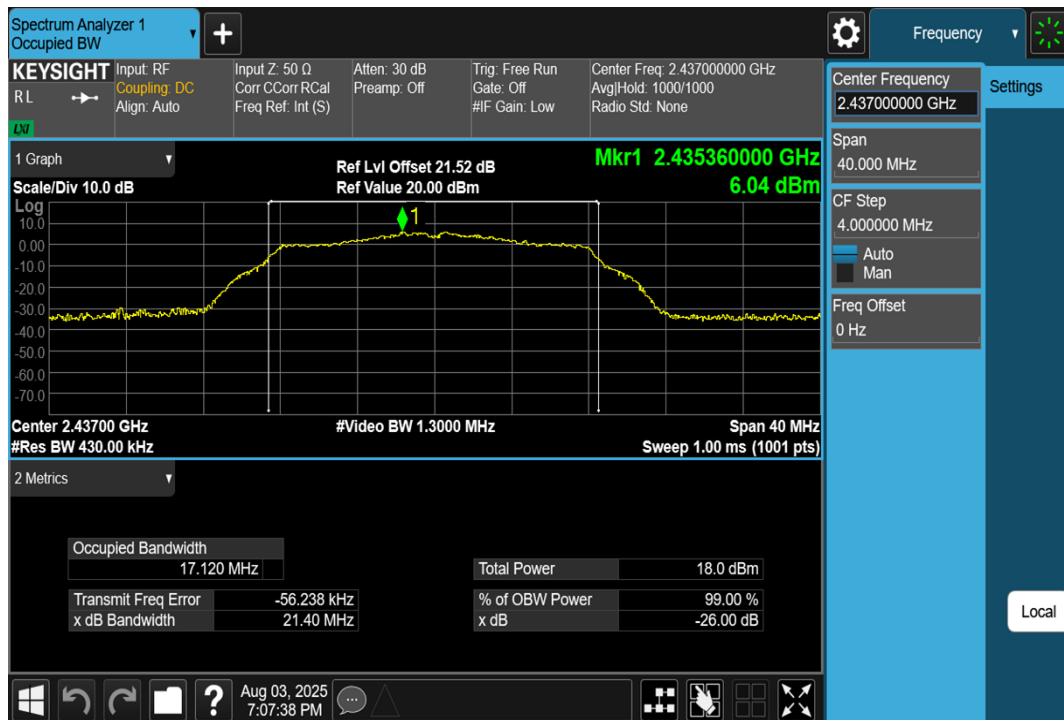 Spectrum Analyzer 1
Occupied BW
+
Frequency
KEYSIGHT
RL
LXI
Input: RF
Coupling: DC
Align: Auto
Input Z: 50 Ω
Corr CCorr RCal
Freq Ref: Int (S)
Atten: 30 dB
Preamp: Off
Trig: Free Run
Gate: Off
#IF Gain: Low
Center Freq: 2.437000000 GHz
Avg|Hold: 1000/1000
Radio Std: None
Center Frequency
2.437000000 GHz
Settings
Span
40.000 MHz
CF Step
4.000000 MHz
Auto
Man
Freq Offset
0 Hz
1 Graph
Scale/Div 10.0 dB
Ref Lvl Offset 21.52 dB
Ref Value 20.00 dBm
Mkr1 2.435360000 GHz
6.04 dBm
Log
1
10.0
0.00
-10.0
-20.0
-30.0
-40.0
-50.0
-60.0
-70.0
Center 2.43700 GHz
#Res BW 430.00 kHz
#Video BW 1.3000 MHz
Span 40 MHz
Sweep 1.00 ms (1001 pts)
2 Metrics
Occupied Bandwidth
17.120 MHz
Total Power 18.0 dBm
Transmit Freq Error -56.238 kHz
% of OBW Power 99.00 %
x dB Bandwidth 21.40 MHz
x dB -26.00 dB
Local
?
Aug 03, 2025
7:07:38 PM